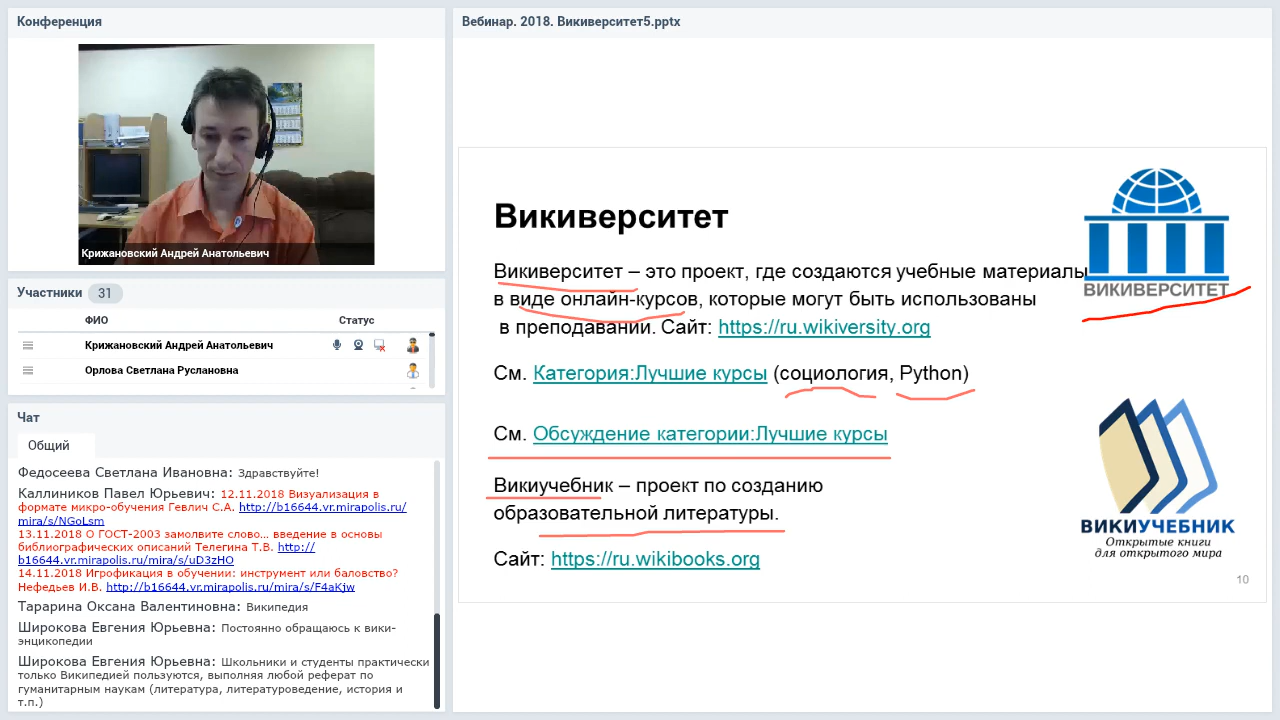 Конференция
Крижановский Андрей Анатольевич
Участники 31
ФИО Статус
Крижановский Андрей Анатольевич
Орлова Светлана Руслановна
Чат
Общий
Федосеева Светлана Ивановна: Здравствуйте!
Каллиников Павел Юрьевич: 12.11.2018 Визуализация в
формате микро-обучения Гевлич С.А. http://b16644.vr.mirapolis.ru/
mira/s/NGoLsm
13.11.2018 О ГОСТ-2003 замолвите слово... введение в основы
библиографических описаний Телегина Т.В. http://
b16644.vr.mirapolis.ru/mira/s/uD3zHO
14.11.2018 Игрофикация в обучении: инструмент или баловство?
Нефедьев И.В. http://b16644.vr.mirapolis.ru/mira/s/F4aKjw
Тарарина Оксана Валентиновна: Википедия
Широкова Евгения Юрьевна: Постоянно обращаюсь к вики-
энциклопедии
Широкова Евгения Юрьевна: Школьники и студенты практически
только Википедией пользуются, выполняя любой реферат по
гуманитарным наукам (литература, литературоведение, история и
т.п.)
Вебинар. 2018. Викиверситет5.pptx
Викиверситет
Викиверситет – это проект, где создаются учебные материалы
в виде онлайн-курсов, которые могут быть использованы
в преподавании. Сайт: https://ru.wikiversity.org
См. Категория:Лучшие курсы (социология, Python)
См. Обсуждение категории:Лучшие курсы
Викиучебник – проект по созданию
образовательной литературы.
Сайт: https://ru.wikibooks.org
ВИКИВЕРСИТЕТ
ВИКИУЧЕБНИК
Открытые книги
для открытого мира
10